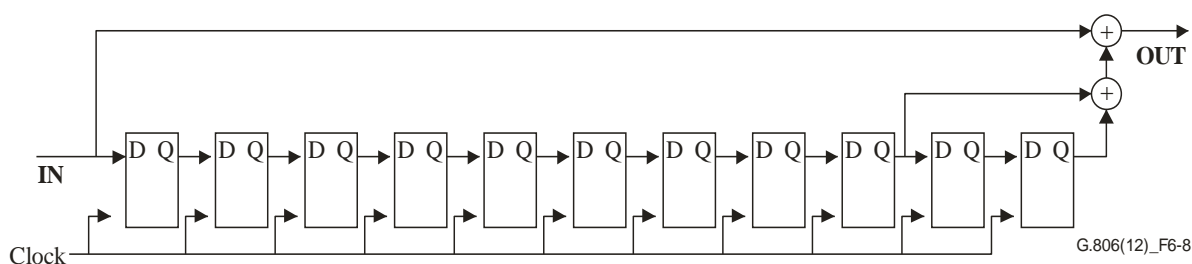 +
OUT
+
D Q D Q D Q D Q D Q D Q D Q D Q D Q D Q D Q
IN
Clock
G.806(12)_F6-8